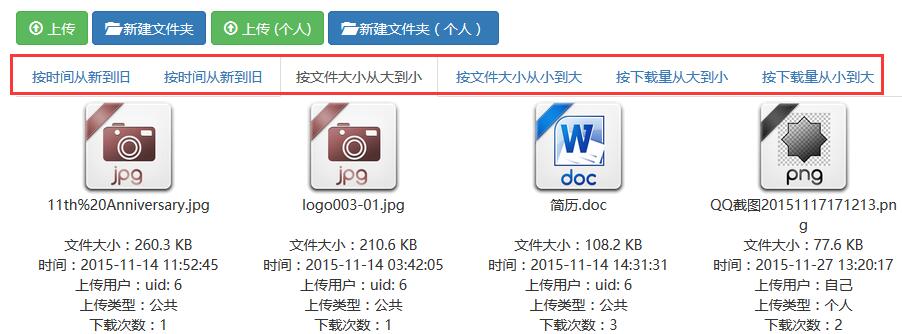 上传 新建文件夹 上传 (个人) 新建文件夹 ( 个人 )
按时间从新到旧 按时间从新到旧 按文件大小从大到小 按文件大小从小到大 按下载量从大到小 按下载量从小到大
jpg jpg W doc png
11th%20Anniversary.jpg logo003-01.jpg 简历.doc QQ截图20151117171213.pn
g
文件大小：260.3 KB 文件大小：210.6 KB 文件大小：108.2 KB 文件大小：77.6 KB
时间：2015-11-14 11:52:45 时间：2015-11-14 03:42:05 时间：2015-11-14 14:31:31 时间：2015-11-27 13:20:17
上传用户：uid: 6 上传用户：uid: 6 上传用户：uid: 6 上传用户：自己
上传类型：公共 上传类型：公共 上传类型：公共 上传类型：个人
下载次数：1 下载次数：1 下载次数：3 下载次数：2